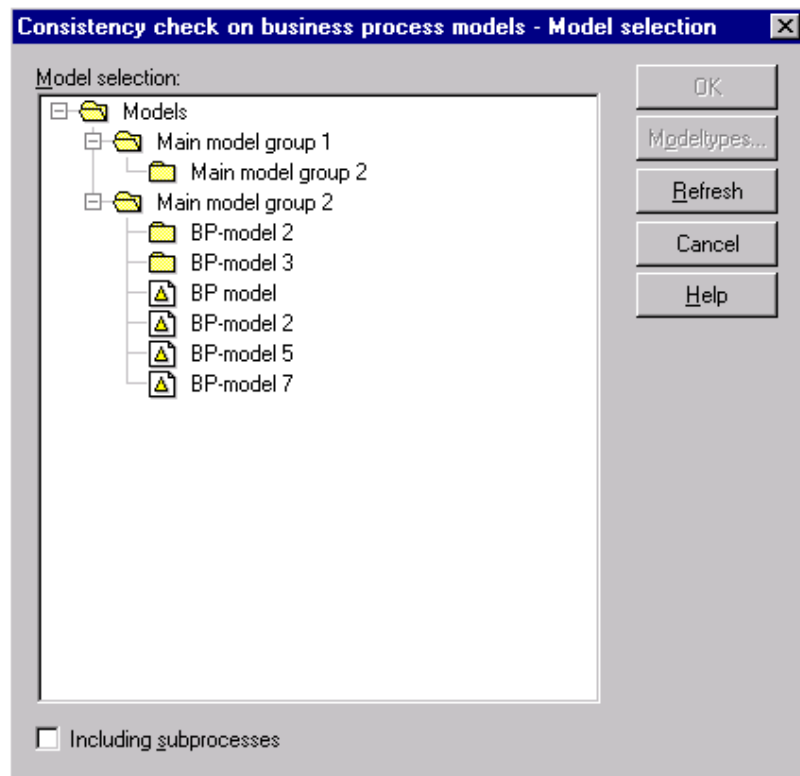 Consistency check on business process models - Model selection
Model selection:
Models
Main model group 1
Main model group 2
Main model group 2
BP-model 2
BP-model 3
BP model
BP-model 2
BP-model 5
BP-model 7
OK
Modeltypes...
Refresh
Cancel
Help
Including subprocesses